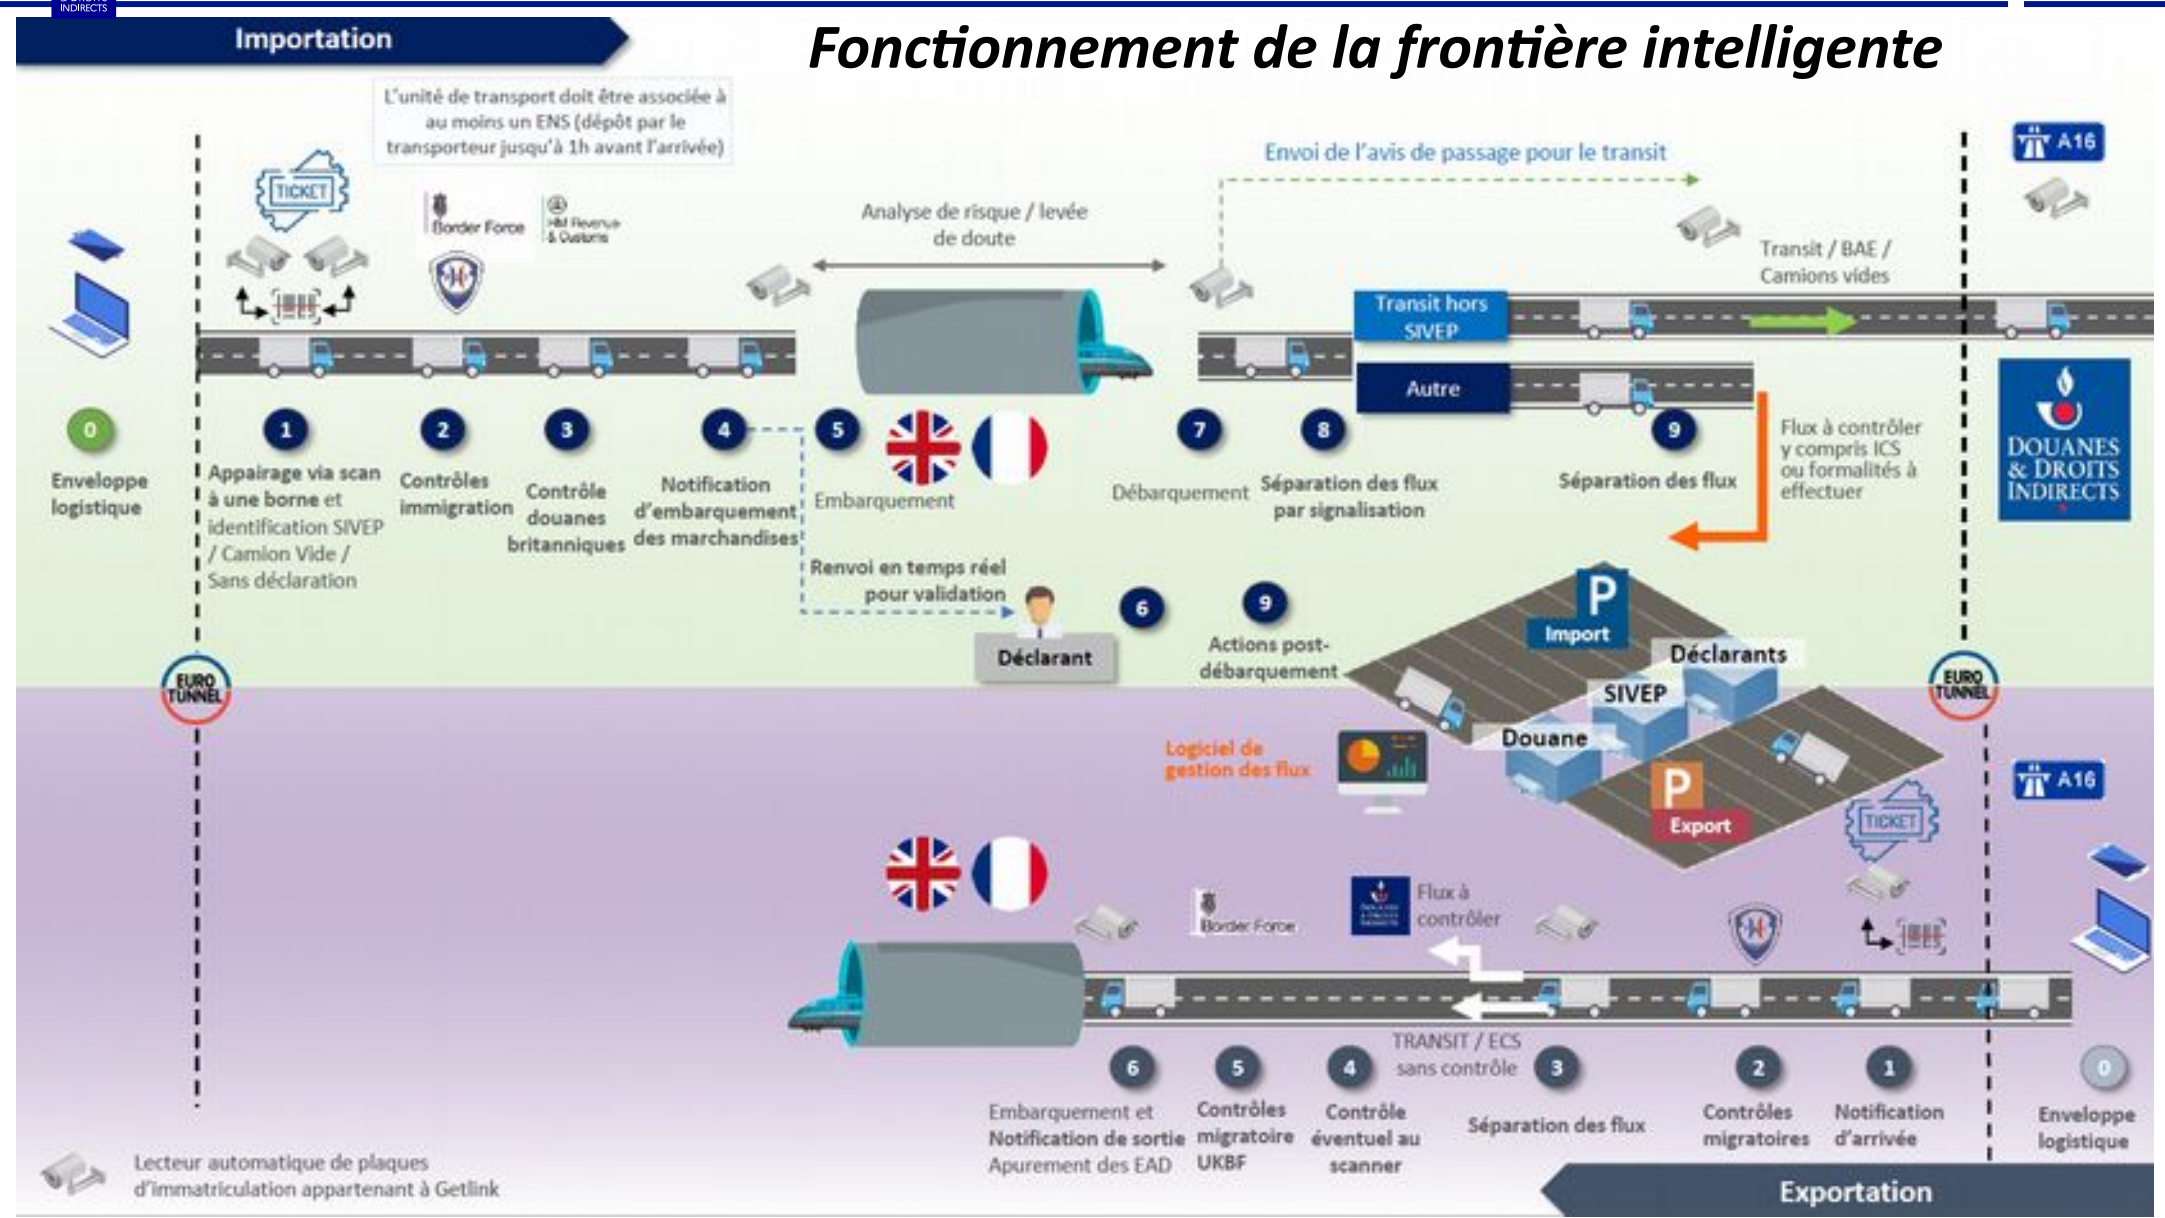 INDIRECTS
Importation
Fonctionnement de la frontière intelligente
L'unité de transport doit être associée à
au moins un ENS (dépôt par le
transporteur jusqu'à 1h avant l'arrivée)
TICKET
Border Force
HM Revenue
& Customs
Analyse de risque / levée
de doute
Envoi de l'avis de passage pour le transit
A16
Transit / BAE /
Camions vides
Transit hors
SIVEP
Autre
0
Enveloppe
logistique
1
Appairage via scan
à une borne et
identification SIVEP
/ Camion Vide /
Sans déclaration
2
Contrôles
immigration
3
Contrôle
douanes
britanniques
4
Notification
d'embarquement
des marchandises
5
Embarquement
7
Débarquement
8
Séparation des flux
par signalisation
9
Séparation des flux
Flux à contrôler
y compris ICS
ou formalités à
effectuer
DOUANES
& DROITS
INDIRECTS
Renvoi en temps réel
pour validation
Déclarant
6
9
Actions post-
débarquement
P
Import
Déclarants
SIVEP
Douane
P
Export
EURO
TUNNEL
EURO
TUNNEL
Logiciel de
gestion des flux
A16
TICKET
Border Force
Flux à
contrôler
TRANSIT / ECS
sans contrôle
6
Embarquement et
Notification de sortie
Apurement des EAD
5
Contrôles
migratoire
UKBF
4
Contrôle
éventuel au
scanner
3
Séparation des flux
2
Contrôles
migratoires
1
Notification
d'arrivée
0
Enveloppe
logistique
Lecteur automatique de plaques
d'immatriculation appartenant à Getlink
Exportation